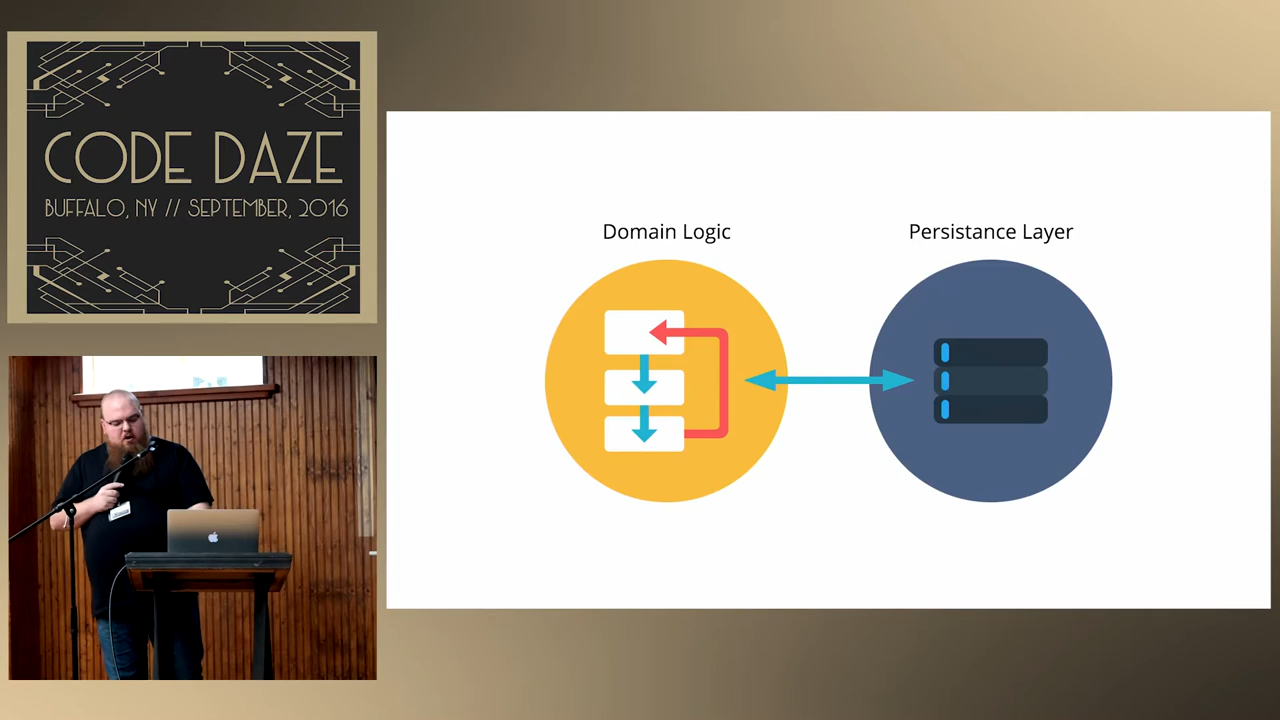 CODE DAZE
BUFFALO, NY // SEPTEMBER, 2016
Domain Logic
Persistance Layer